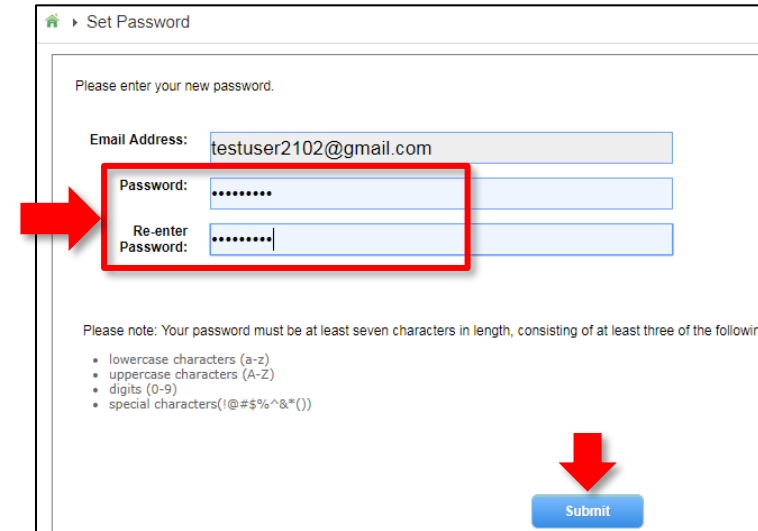 Set Password
Please enter your new password.
Email Address:
testuser2102@gmail.com
Password:
•••••••••
Re-enter
Password:
•••••••••
Please note: Your password must be at least seven characters in length, consisting of at least three of the
lowercase characters (a-z)
uppercase characters (A-Z)
digits (0-9)
special characters(!@#$%^&*())
Submit